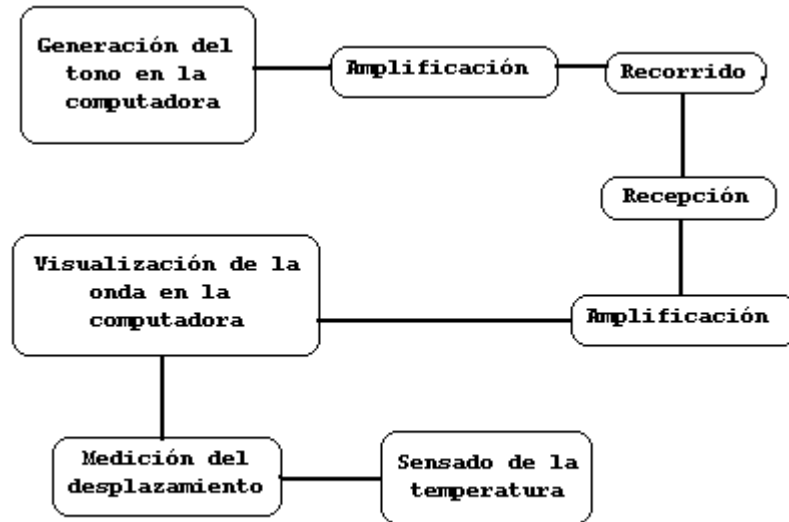 Generación del
tono en la
computadora
Amplificación
Recorrido
Recepción
Amplificación
Visualización de la
onda en la
computadora
Medición del
desplazamiento
Sensado de la
temperatura